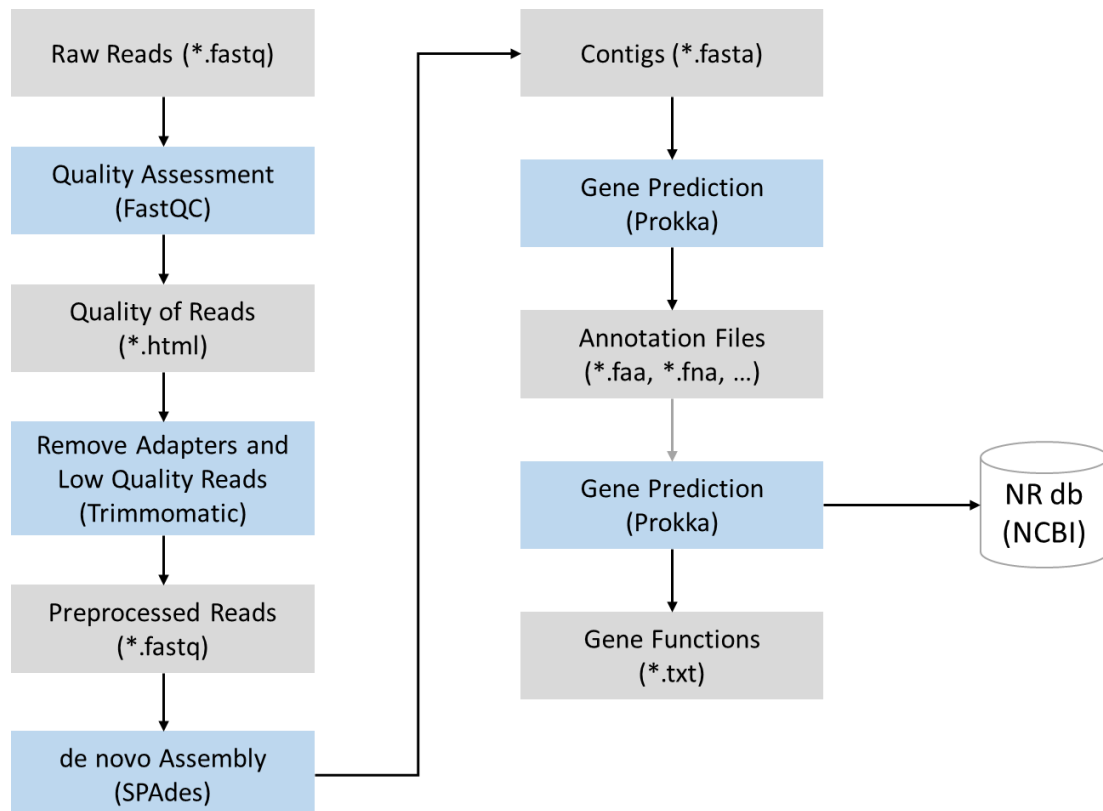 Raw Reads (*.fastq)
Quality Assessment
(FastQC)
Quality of Reads
(*.html)
Remove Adapters and
Low Quality Reads
(Trimmomatic)
Preprocessed Reads
(*.fastq)
de novo Assembly
(SPAdes)
Contigs (*.fasta)
Gene Prediction
(Prokka)
Annotation Files
(*.faa, *.fna, ...)
Gene Prediction
(Prokka)
Gene Functions
(*.txt)
NR db
(NCBI)